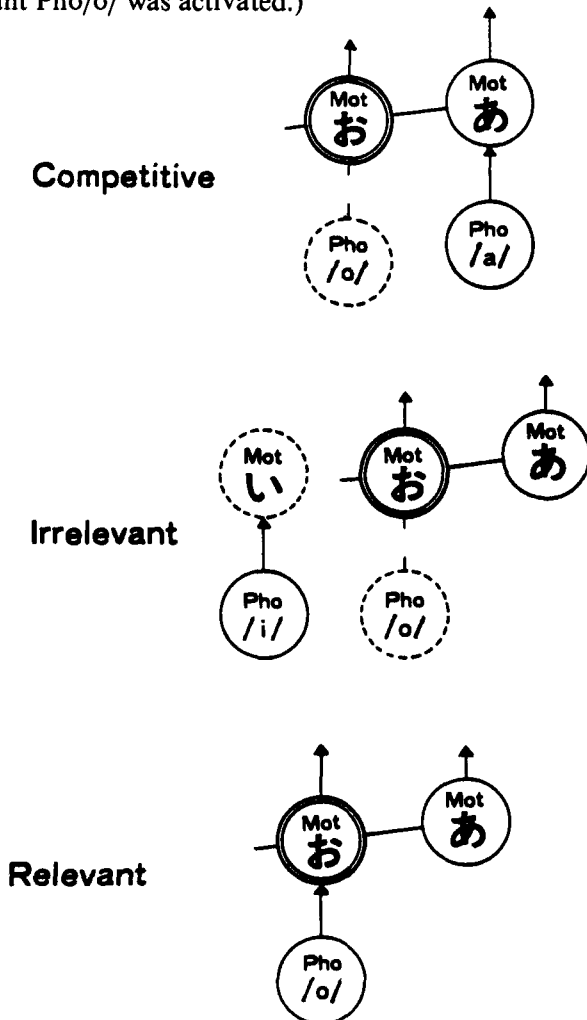 ant Pho/o/ was activated.)
Competitive
Mot
お
Mot
あ
Pho
/o/
Pho
/a/
Irrelevant
Mot
い
Mot
お
Mot
あ
Pho
/i/
Pho
/o/
Relevant
Mot
お
Mot
あ
Pho
/o/